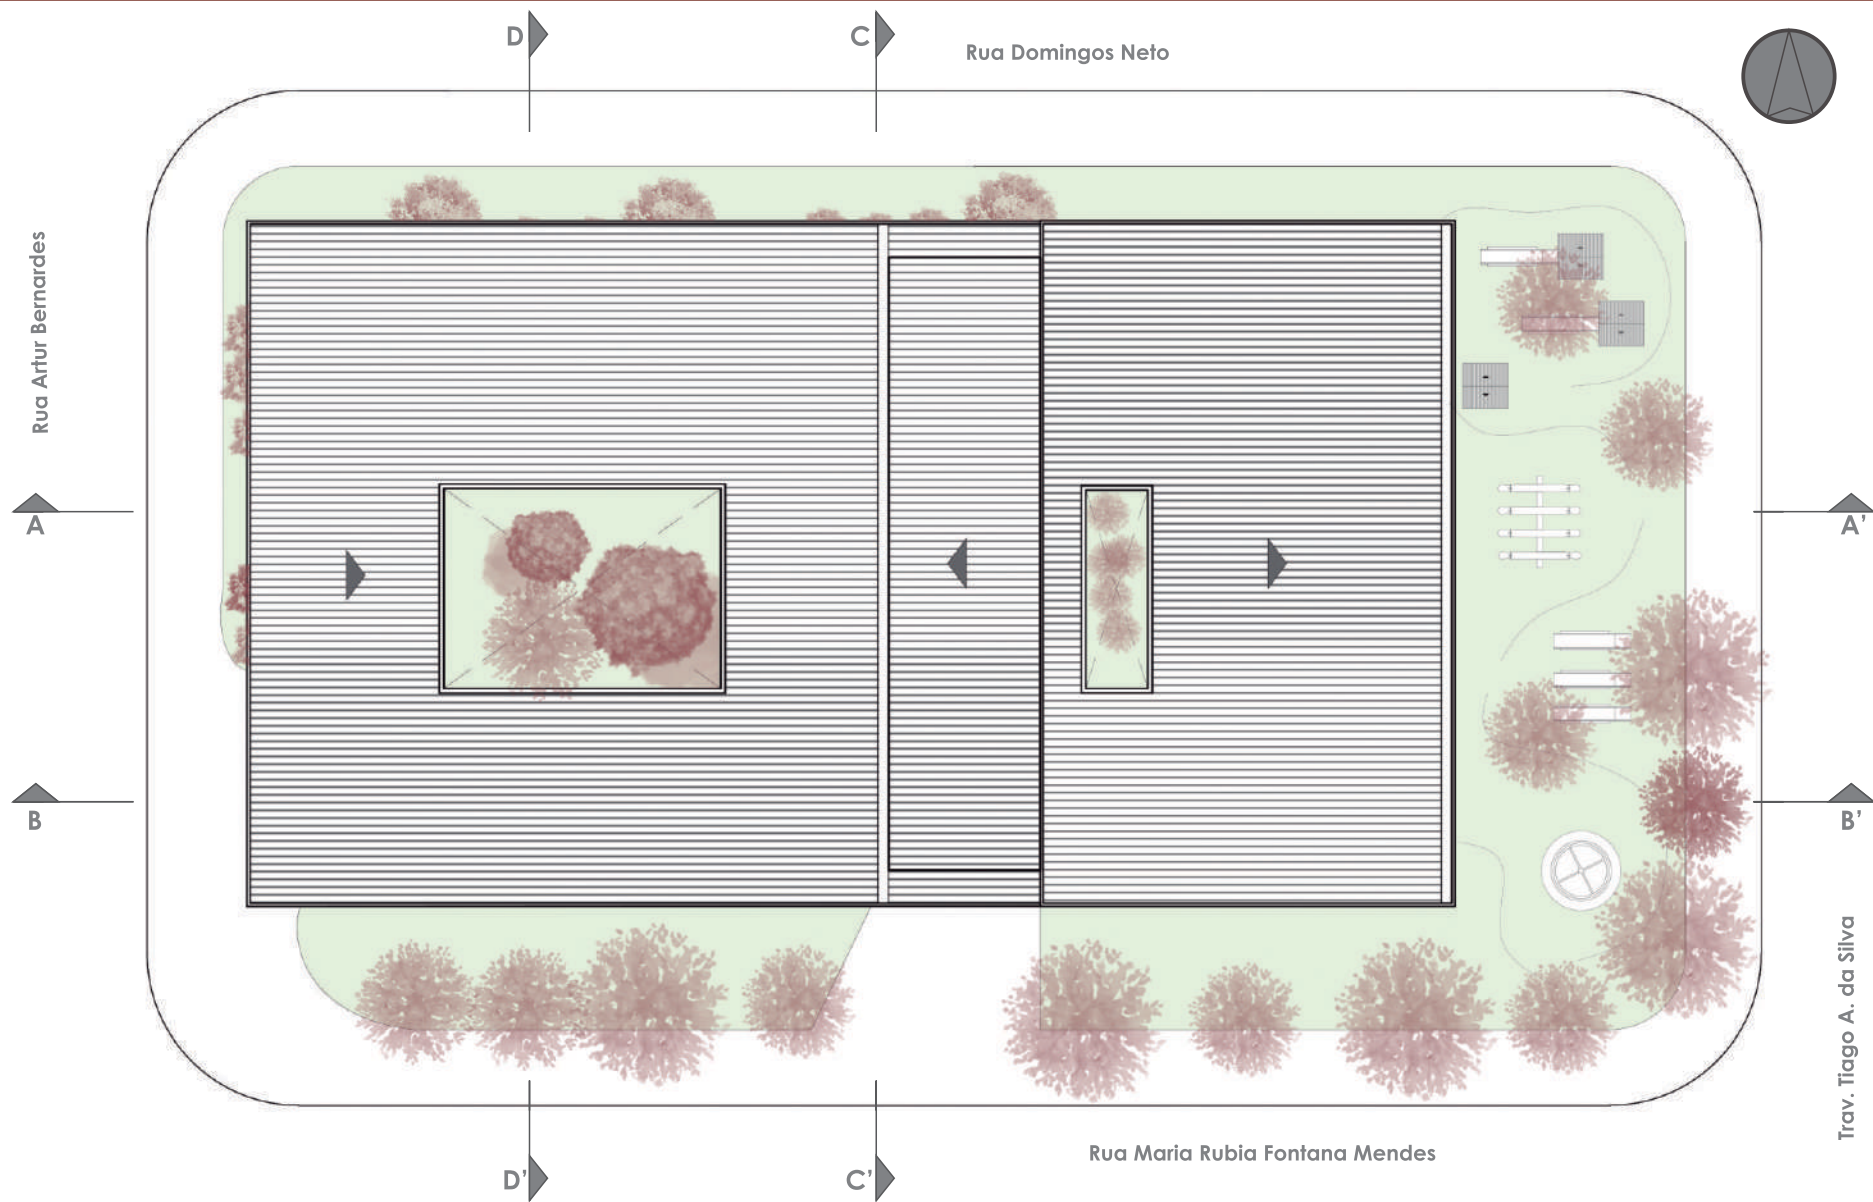 D
C
Rua Domingos Neto
Rua Artur Bernardes
A
A'
B
B'
Trav. Tiago A. da Silva
Rua Maria Rubia Fontana Mendes
D'
C'